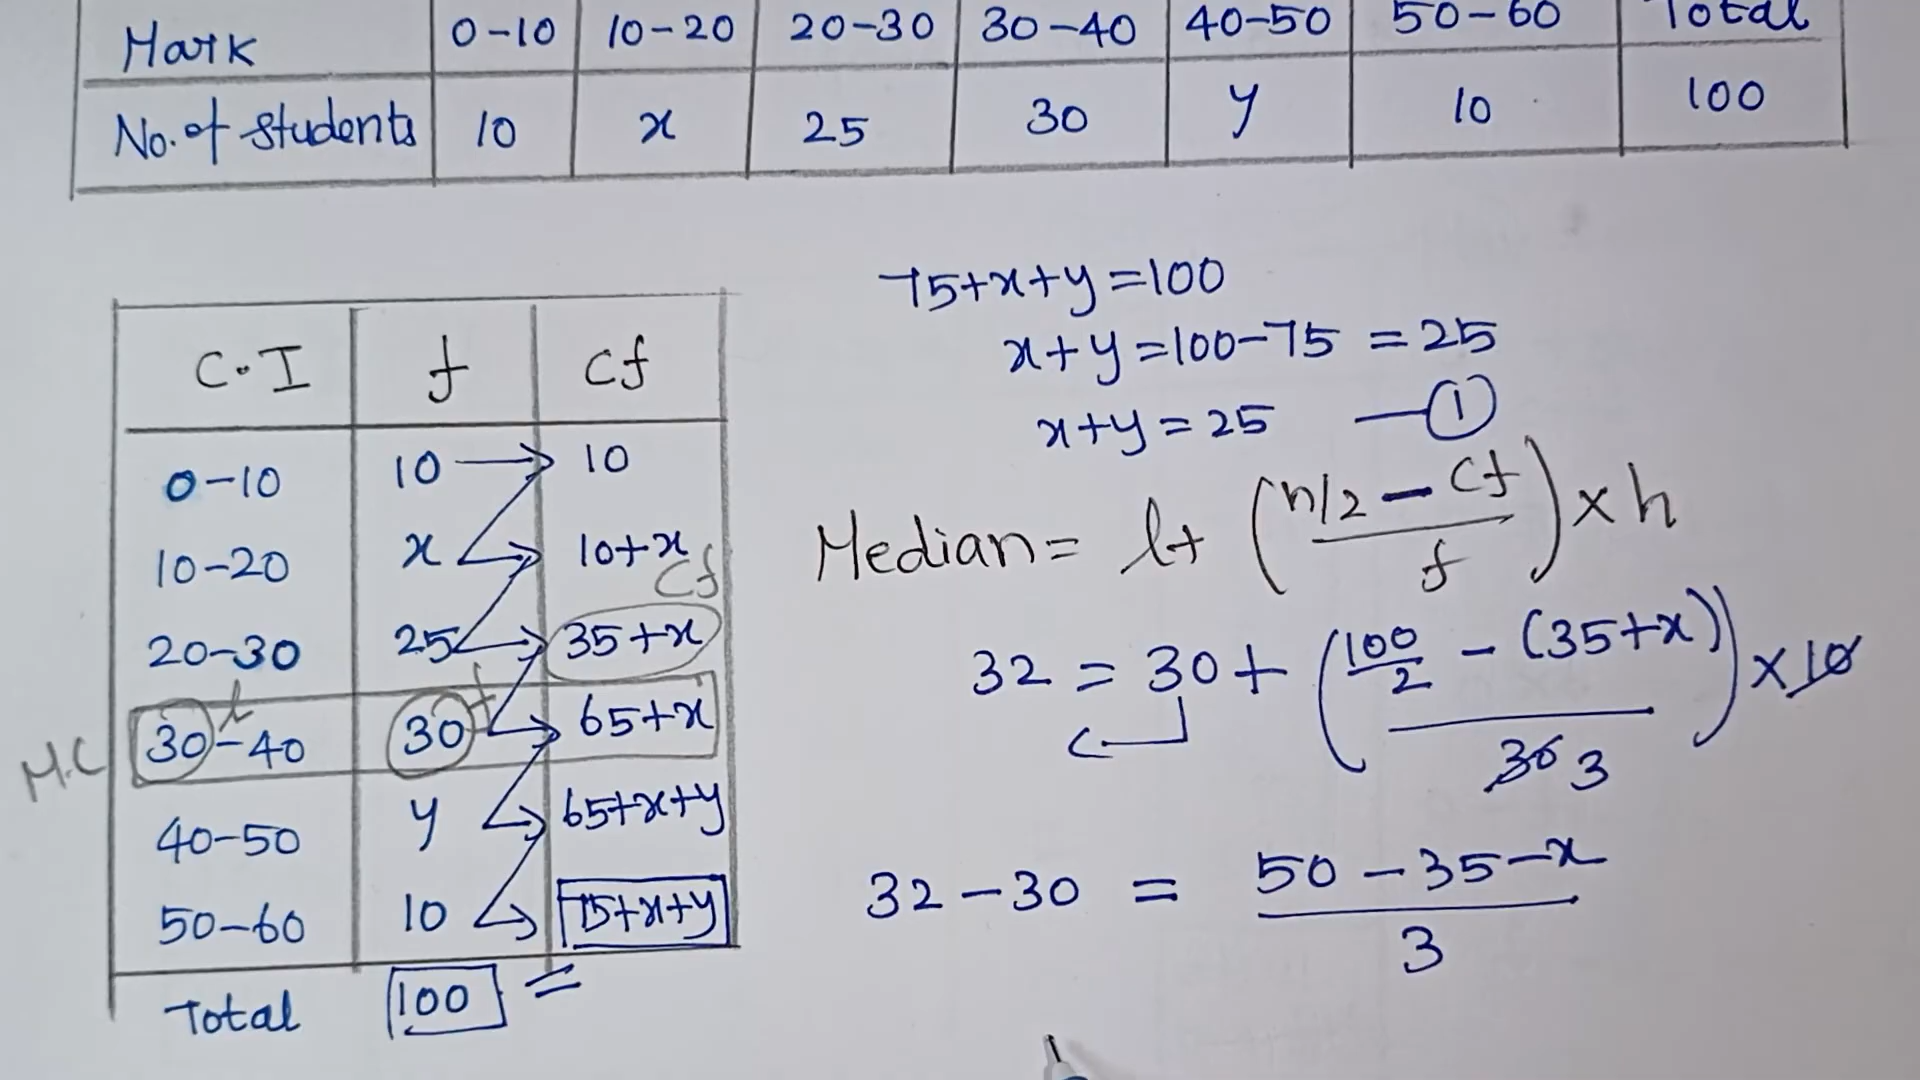 Mark 0-10 10-20 20-30 30-40 40-50 50-60 Total
No. of students 10 x 25 30 y 10 100
75+x+y=100
x+y=100-75 = 25
x+y = 25 —①
C.I f Cf
0-10 10 10
10-20 x 10+x
Cf
20-30 25 35+x
l f
M.C 30-40 30 65+x
40-50 y 65+x+y
50-60 10 75+x+y
Total 100 =
Median = l+ (n/2 - Cf / f) × h
32 = 30 + (100/2 - (35+x) / 30 3) × 10
32-30 = 50-35-x / 3